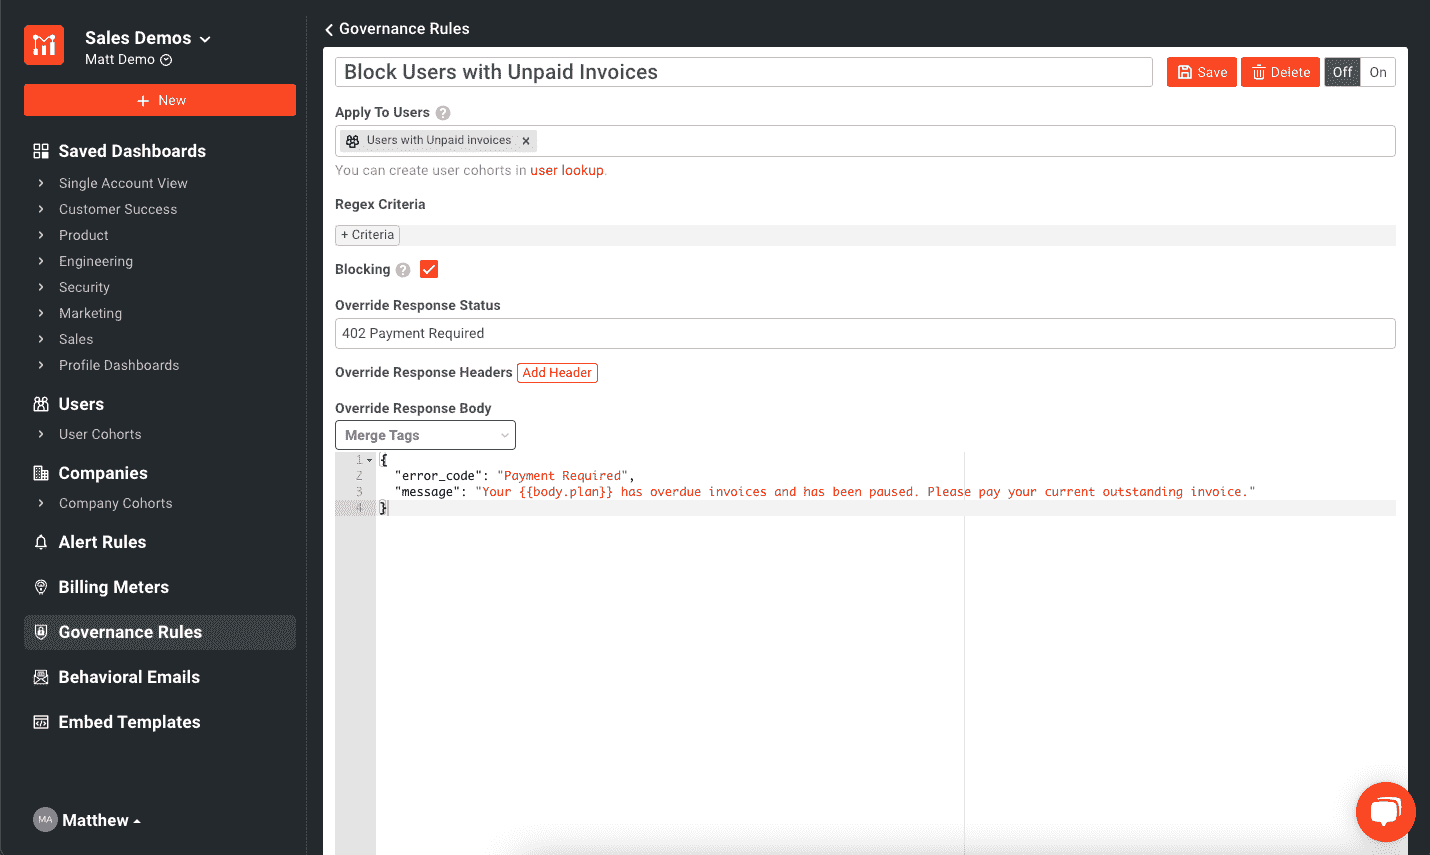 Sales Demos
Matt Demo
+ New
Saved Dashboards
Single Account View
Customer Success
Product
Engineering
Security
Marketing
Sales
Profile Dashboards
Users
User Cohorts
Companies
Company Cohorts
Alert Rules
Billing Meters
Governance Rules
Behavioral Emails
Embed Templates
MA Matthew
Governance Rules
Block Users with Unpaid Invoices
Save Delete Off On
Apply To Users ?
Users with Unpaid invoices ×
You can create user cohorts in user lookup.
Regex Criteria
+ Criteria
Blocking ?
Override Response Status
402 Payment Required
Override Response Headers Add Header
Override Response Body
Merge Tags
1 {
2 "error_code": "Payment Required",
3 "message": "Your {{body.plan}} has overdue invoices and has been paused. Please pay your current outstanding invoice."
4 }